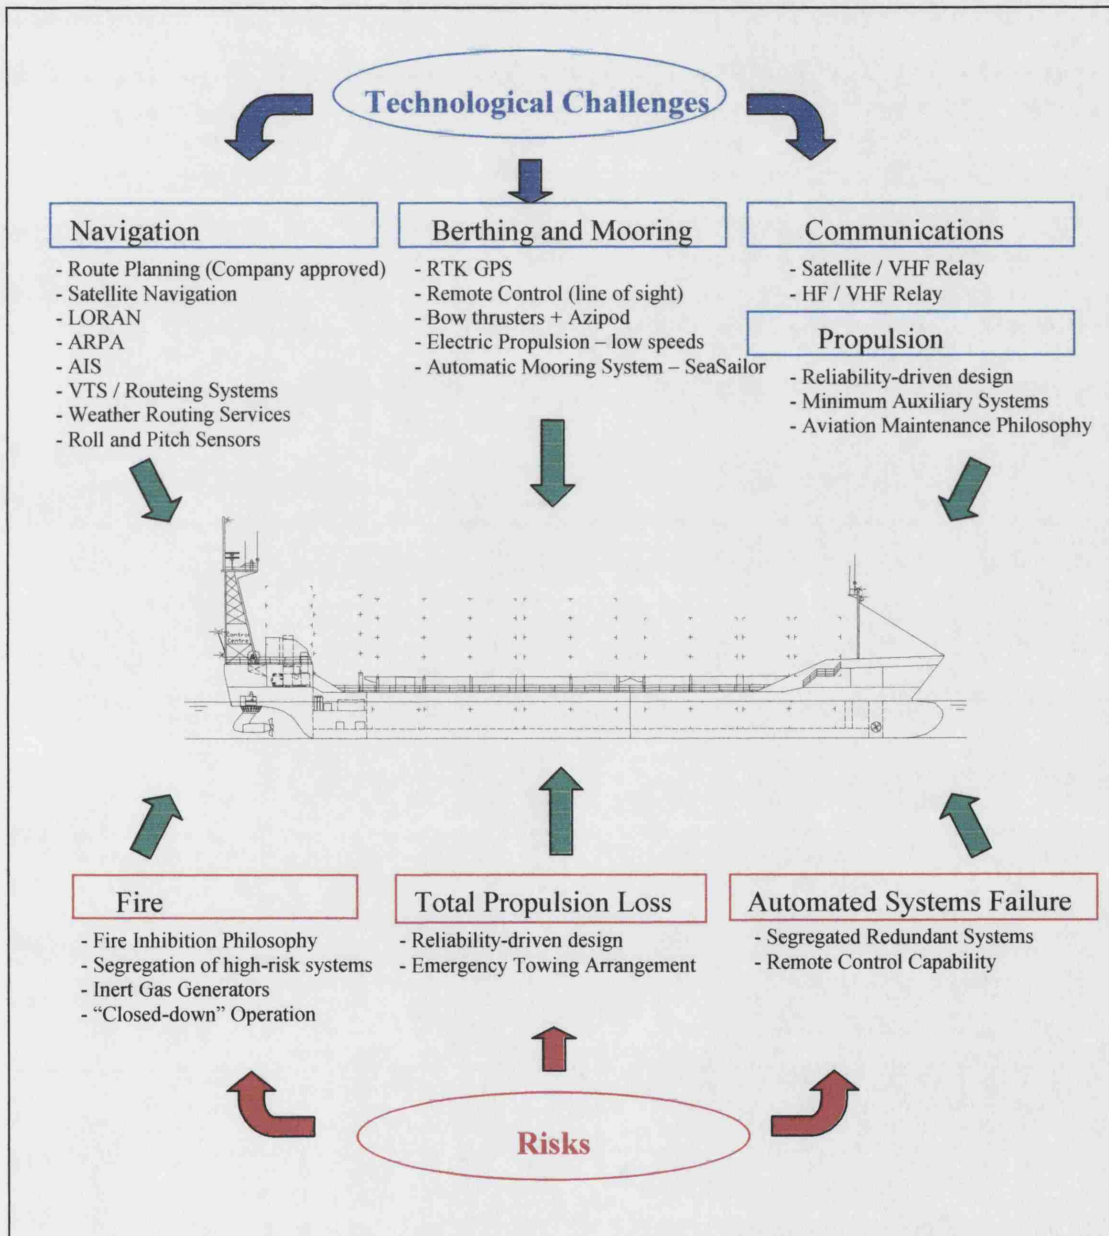 Technological Challenges
Navigation
- Route Planning (Company approved)
- Satellite Navigation
- LORAN
- ARPA
- AIS
- VTS / Routeing Systems
- Weather Routing Services
- Roll and Pitch Sensors
Berthing and Mooring
- RTK GPS
- Remote Control (line of sight)
- Bow thrusters + Azipod
- Electric Propulsion – low speeds
- Automatic Mooring System – SeaSailor
Communications
- Satellite / VHF Relay
- HF / VHF Relay
Propulsion
- Reliability-driven design
- Minimum Auxiliary Systems
- Aviation Maintenance Philosophy
Control
Centre
Fire
- Fire Inhibition Philosophy
- Segregation of high-risk systems
- Inert Gas Generators
- “Closed-down” Operation
Total Propulsion Loss
- Reliability-driven design
- Emergency Towing Arrangement
Automated Systems Failure
- Segregated Redundant Systems
- Remote Control Capability
Risks